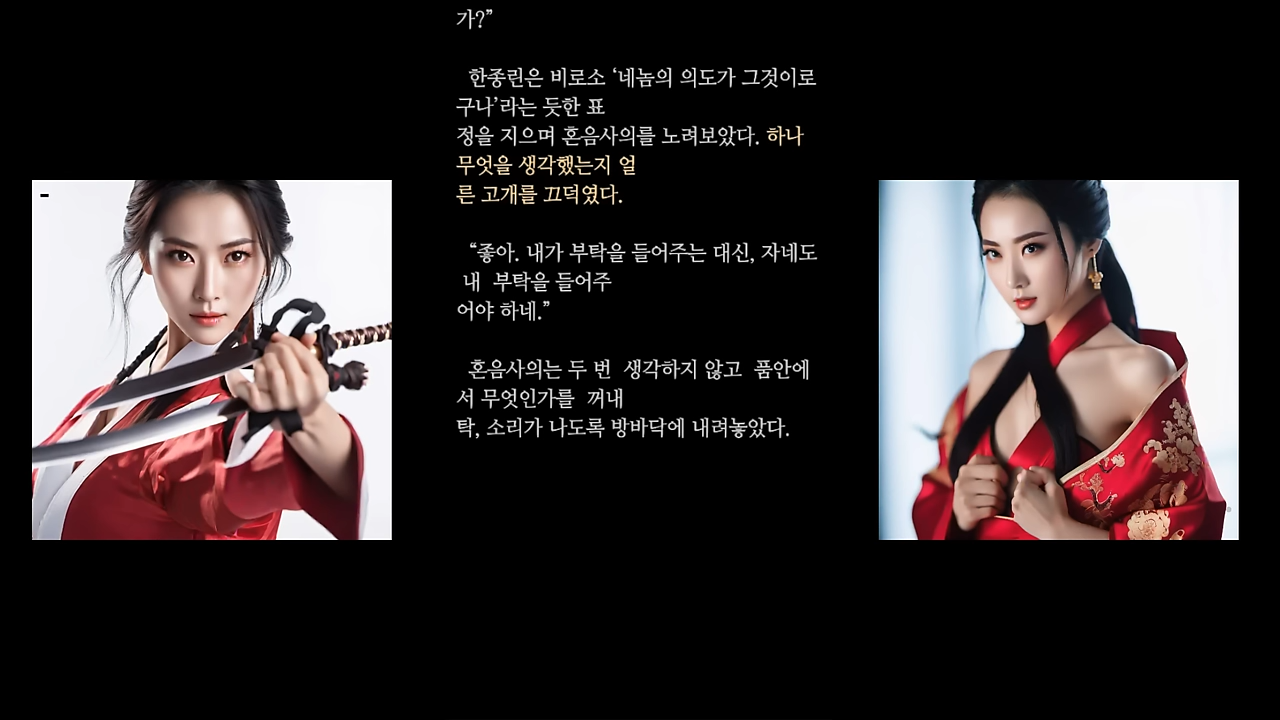 가?”
한종린은 비로소 ‘네놈의 의도가 그것이로
구나’라는 듯한 표
정을 지으며 혼음사의를 노려보았다. 하나
무엇을 생각했는지 얼
른 고개를 끄덕였다.
“좋아. 내가 부탁을 들어주는 대신, 자네도
내 부탁을 들어주
어야 하네.”
혼음사의는 두 번 생각하지 않고 품안에
서 무엇인가를 꺼내
탁, 소리가 나도록 방바닥에 내려놓았다.